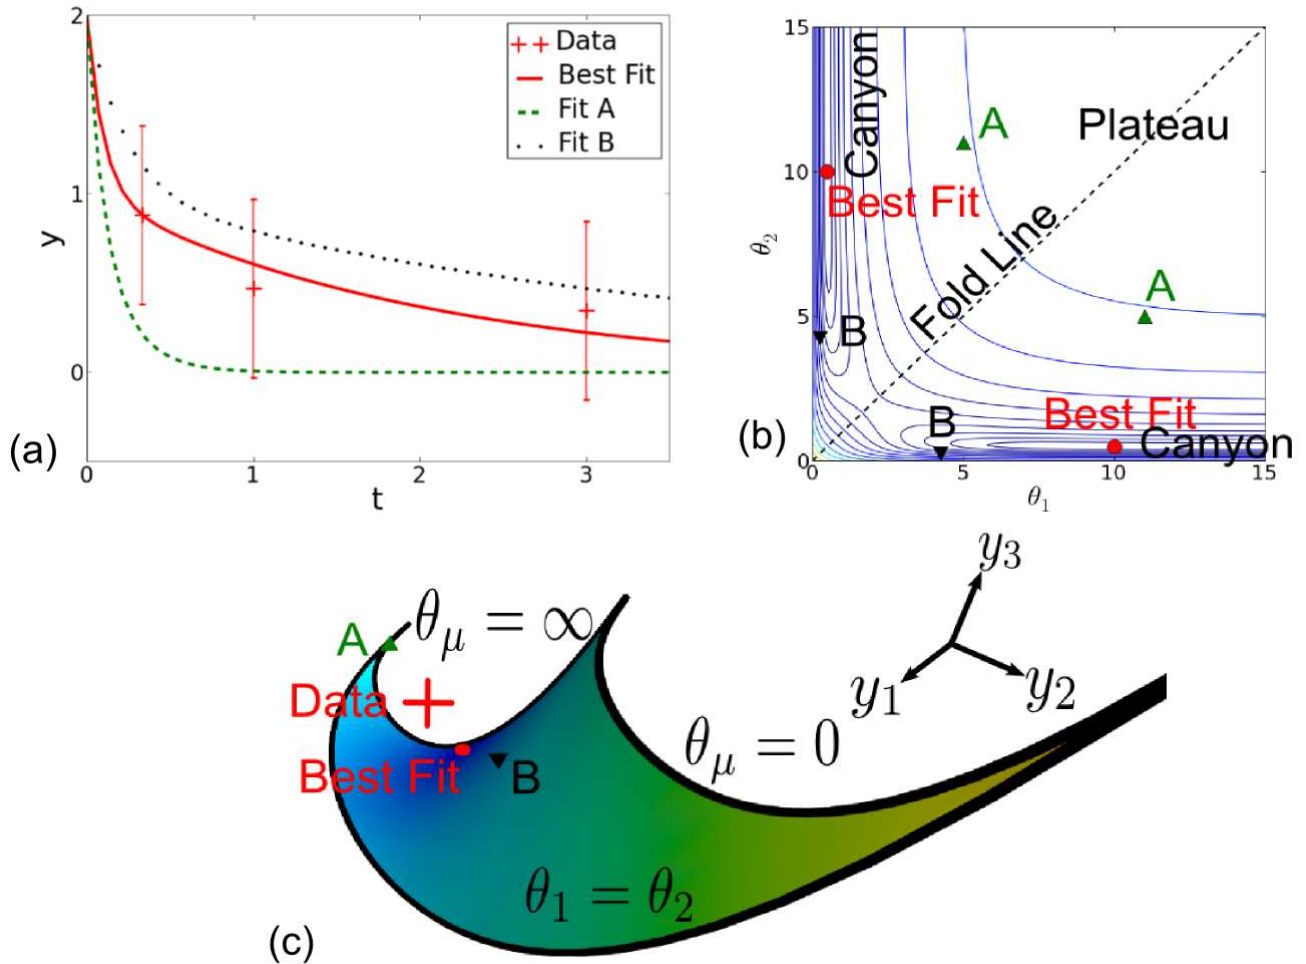 2
1
0
y
0
1
3
t
Data
Best Fit
Fit A
Fit B
(a)
15
10
5
0
θ₂
0
5
10
15
θ₁
Canyon
Plateau
A
Best Fit
Fold Line
A
B
B
Best Fit
Canyon
(b)
A
θμ = ∞
Data
Best Fit
B
θμ = 0
θ₁ = θ₂
y₃
y₁
y₂
(c)